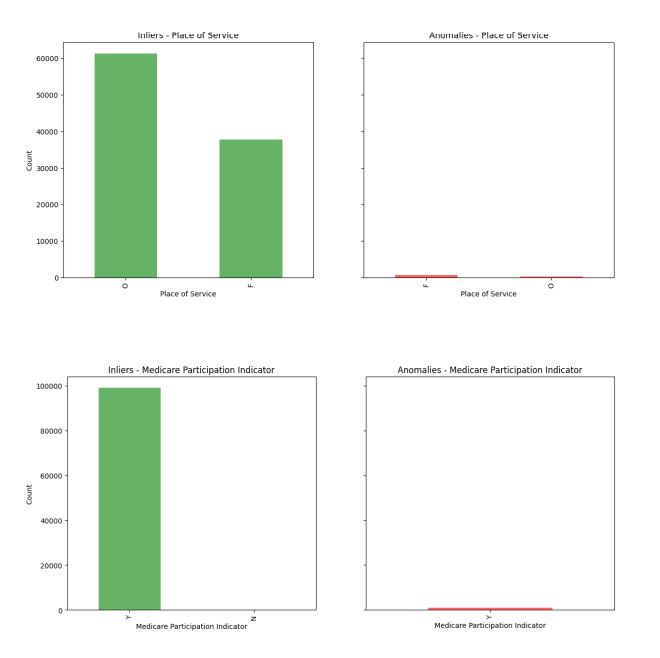 Inliers - Place of Service
Anomalies - Place of Service
60000
50000
40000
30000
20000
10000
0
Count
O
F
Place of Service
F
O
Place of Service
Inliers - Medicare Participation Indicator
Anomalies - Medicare Participation Indicator
100000
80000
60000
40000
20000
0
Count
Y
N
Medicare Participation Indicator
Y
Medicare Participation Indicator